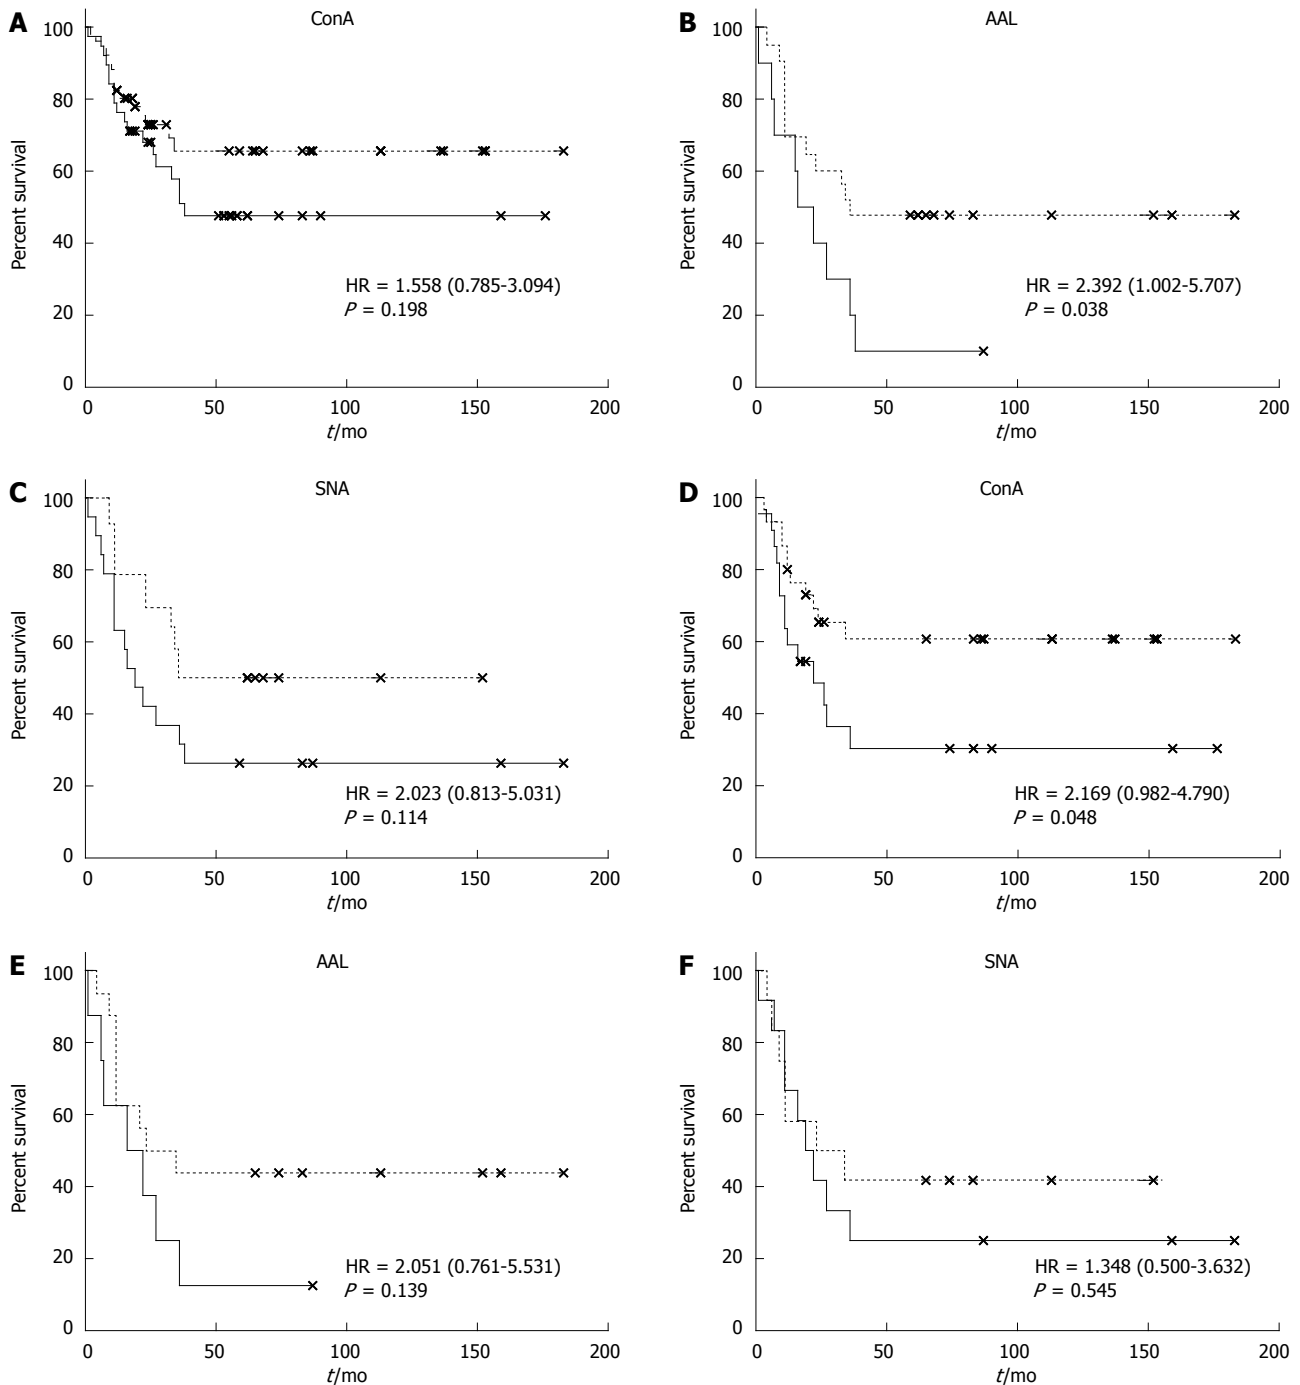 A
ConA
100
80
60
40
20
0
Percent survival
HR = 1.558 (0.785-3.094)
P = 0.198
0 50 100 150 200
t/mo
B
AAL
100
80
60
40
20
0
Percent survival
HR = 2.392 (1.002-5.707)
P = 0.038
0 50 100 150 200
t/mo
C
SNA
100
80
60
40
20
0
Percent survival
HR = 2.023 (0.813-5.031)
P = 0.114
0 50 100 150 200
t/mo
D
ConA
100
80
60
40
20
0
Percent survival
HR = 2.169 (0.982-4.790)
P = 0.048
0 50 100 150 200
t/mo
E
AAL
100
80
60
40
20
0
Percent survival
HR = 2.051 (0.761-5.531)
P = 0.139
0 50 100 150 200
t/mo
F
SNA
100
80
60
40
20
0
Percent survival
HR = 1.348 (0.500-3.632)
P = 0.545
0 50 100 150 200
t/mo